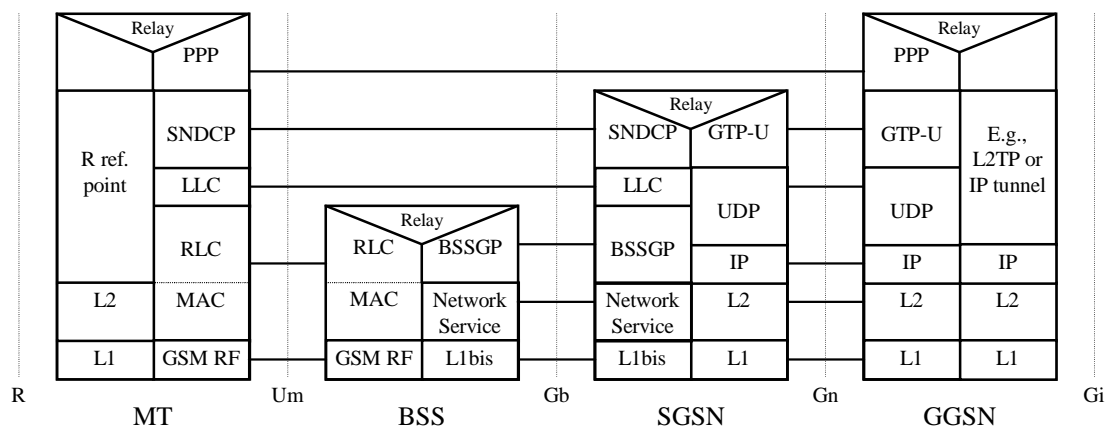 Relay
Relay
PPP
PPP
Relay
SNDCP
SNDCP
GTP-U
GTP-U
E.g.,
L2TP or
IP tunnel
R ref.
point
LLC
LLC
UDP
UDP
Relay
RLC
RLC
BSSGP
BSSGP
IP
IP
IP
L2
MAC
MAC
Network
Service
Network
Service
L2
L2
L2
L1
GSM RF
GSM RF
L1bis
L1bis
L1
L1
L1
R
Um
Gb
Gn
Gi
MT
BSS
SGSN
GGSN